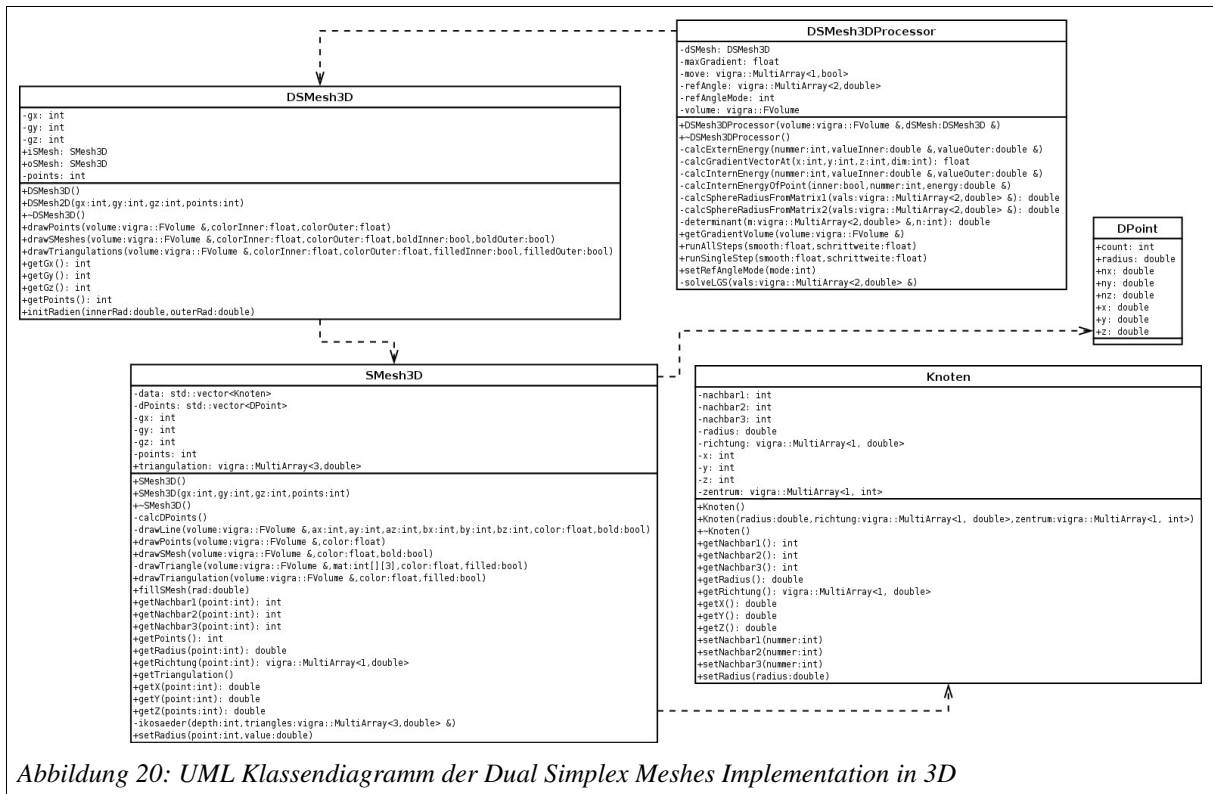 DSMesh3DProcessor
-dSMesh: DSMesh3D
-maxGradient: float
-move: vigra::MultiArray<1,bool>
-refAngle: vigra::MultiArray<2,double>
-refAngleMode: int
-volume: vigra::FVolume
+DSMesh3DProcessor(volume:vigra::FVolume &,dSMesh:DSMesh3D &)
+~DSMesh3DProcessor()
-calcExternEnergy(nummer:int,valueInner:double &,valueOuter:double &)
-calcGradientVectorAt(x:int,y:int,z:int,dim:int): float
-calcInternEnergy(nummer:int,valueInner:double &,valueOuter:double &)
-calcInternEnergyOfPoint(inner:bool,nummer:int,energy:double &)
-calcSphereRadiusFromMatrix1(vals:vigra::MultiArray<2,double> &): double
-calcSphereRadiusFromMatrix2(vals:vigra::MultiArray<2,double> &): double
-determinant(m:vigra::MultiArray<2,double> &,n:int): double
+getGradientVolume(volume:vigra::FVolume &)
+runAllSteps(smooth:float,schrittweite:float)
+runSingleStep(smooth:float,schrittweite:float)
+setRefAngleMode(mode:int)
-solveLGS(vals:vigra::MultiArray<2,double> &)
DSMesh3D
-gx: int
-gy: int
-gz: int
+iSMesh: SMesh3D
+oSMesh: SMesh3D
-points: int
+DSMesh3D()
+DSMesh2D(gx:int,gy:int,gz:int,points:int)
+~DSMesh3D()
+drawPoints(volume:vigra::FVolume &,colorInner:float,colorOuter:float)
+drawSMeshes(volume:vigra::FVolume &,colorInner:float,colorOuter:float,boldInner:bool,boldOuter:bool)
+drawTriangulations(volume:vigra::FVolume &,colorInner:float,colorOuter:float,filledInner:bool,filledOuter:bool)
+getGx(): int
+getGy(): int
+getGz(): int
+getPoints(): int
+initRadien(innerRad:double,outerRad:double)
DPoint
+count: int
+radius: double
+nx: double
+ny: double
+nz: double
+x: double
+y: double
+z: double
SMesh3D
-data: std::vector<Knoten>
-dPoints: std::vector<DPoint>
-gx: int
-gy: int
-gz: int
-points: int
+triangulation: vigra::MultiArray<3,double>
+SMesh3D()
+SMesh3D(gx:int,gy:int,gz:int,points:int)
+~SMesh3D()
-calcDPoints()
-drawLine(volume:vigra::FVolume &,ax:int,ay:int,az:int,bx:int,by:int,bz:int,color:float,bold:bool)
+drawPoints(volume:vigra::FVolume &,color:float)
+drawSMesh(volume:vigra::FVolume &,color:float,bold:bool)
-drawTriangle(volume:vigra::FVolume &,mat:int[][3],color:float,filled:bool)
+drawTriangulation(volume:vigra::FVolume &,color:float,filled:bool)
+fillSMesh(rad:double)
+getNachbar1(point:int): int
+getNachbar2(point:int): int
+getNachbar3(point:int): int
+getPoints(): int
+getRadius(point:int): double
+getRichtung(point:int): vigra::MultiArray<1,double>
+getTriangulation()
+getX(point:int): double
+getY(point:int): double
+getZ(points:int): double
-ikosaeder(depth:int,triangles:vigra::MultiArray<3,double> &)
+setRadius(point:int,value:double)
Knoten
-nachbar1: int
-nachbar2: int
-nachbar3: int
-radius: double
-richtung: vigra::MultiArray<1, double>
-x: int
-y: int
-z: int
-zentrum: vigra::MultiArray<1, int>
+Knoten()
+Knoten(radius:double,richtung:vigra::MultiArray<1, double>,zentrum:vigra::MultiArray<1, int>)
+~Knoten()
+getNachbar1(): int
+getNachbar2(): int
+getNachbar3(): int
+getRadius(): double
+getRichtung(): vigra::MultiArray<1, double>
+getX(): double
+getY(): double
+getZ(): double
+setNachbar1(nummer:int)
+setNachbar2(nummer:int)
+setNachbar3(nummer:int)
+setRadius(radius:double)
Abbildung 20: UML Klassendiagramm der Dual Simplex Meshes Implementation in 3D